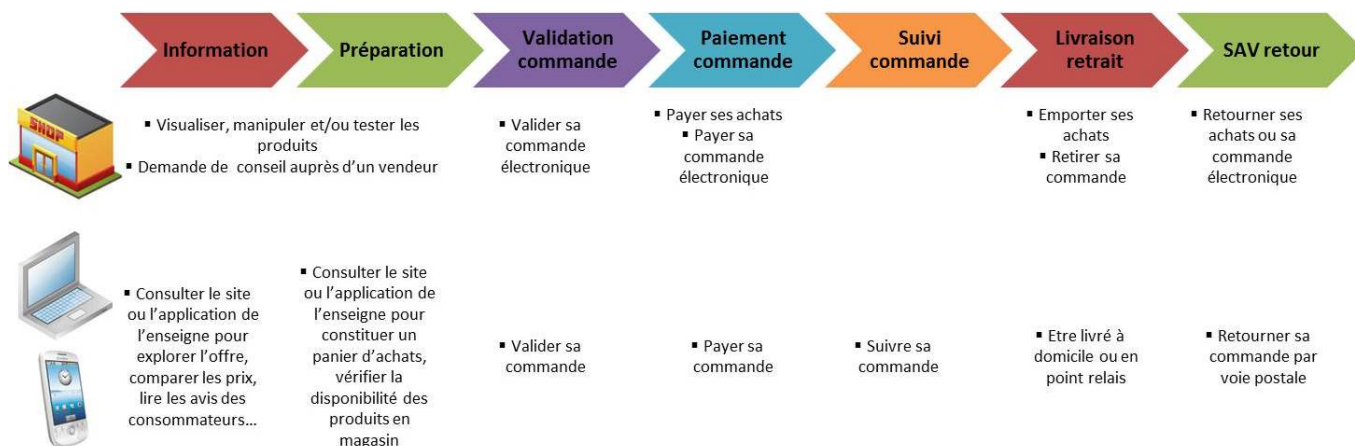 Information
Préparation
Validation
commande
Paiement
commande
Suivi
commande
Livraison
retrait
SAV retour
SHOP
▪ Visualiser, manipuler et/ou tester les
produits
▪ Demande de conseil auprès d’un vendeur
▪ Valider sa
commande
électronique
▪ Payer ses achats
▪ Payer sa
commande
électronique
▪ Emporter ses
achats
▪ Retirer sa
commande
▪ Retourner ses
achats ou sa
commande
électronique
▪ Consulter le site
ou l’application de
l’enseigne pour
explorer l’offre,
comparer les prix,
lire les avis des
consommateurs…
▪ Consulter le site
ou l’application de
l’enseigne pour
constituer un
panier d’achats,
vérifier la
disponibilité des
produits en
magasin
▪ Valider sa
commande
▪ Payer sa
commande
▪ Suivre sa
commande
▪ Etre livré à
domicile ou en
point relais
▪ Retourner sa
commande par
voie postale